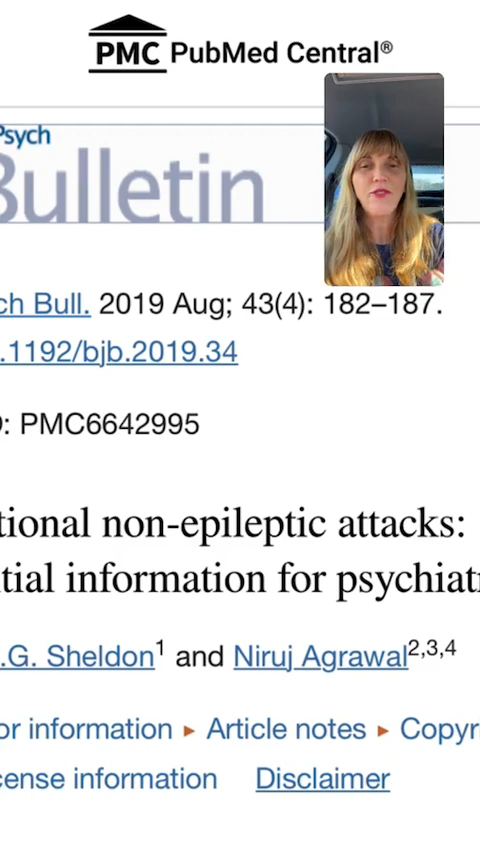 PMC PubMed Central®
Psych
Bulletin
ch Bull. 2019 Aug; 43(4): 182–187.
.1192/bjb.2019.34
D: PMC6642995
tional non-epileptic attacks:
tial information for psychiatr
.G. Sheldon1 and Niruj Agrawal2,3,4
or information ▸ Article notes ▸ Copyr
cense information Disclaimer